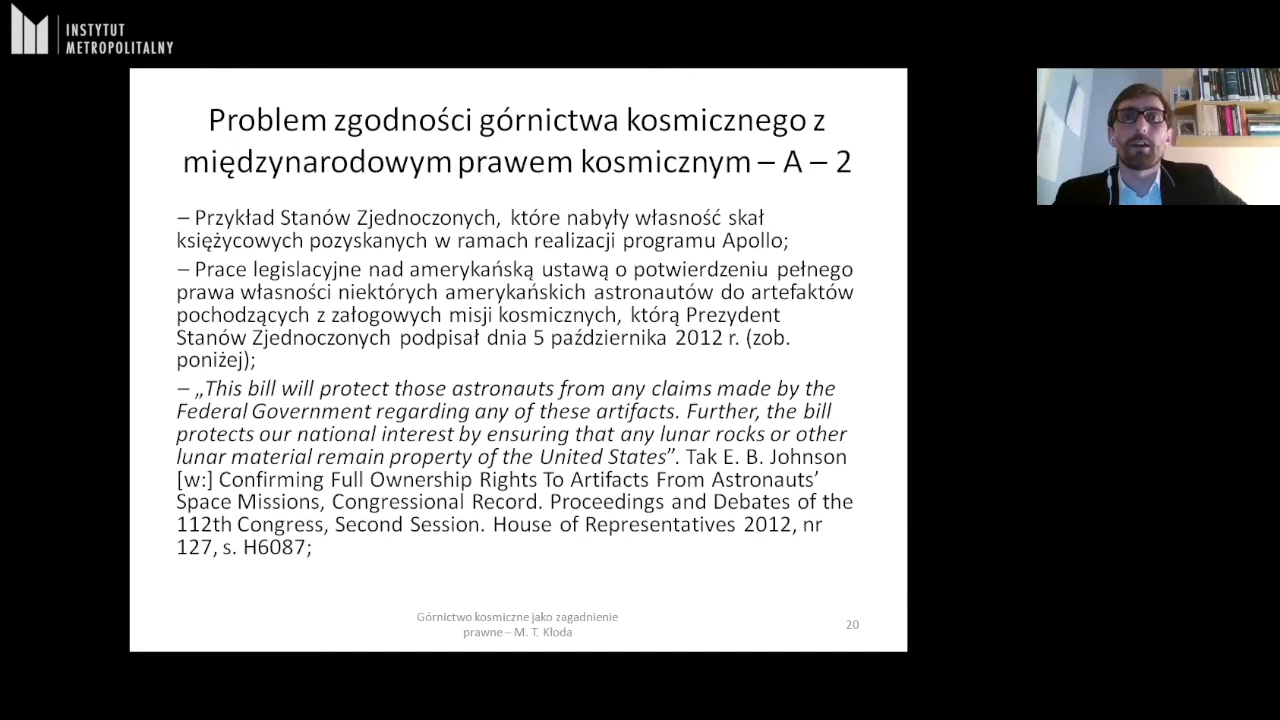 INSTYTUT
METROPOLITALNY
Problem zgodności górnictwa kosmicznego z
międzynarodowym prawem kosmicznym – A – 2
– Przykład Stanów Zjednoczonych, które nabyły własność skał
księżycowych pozyskanych w ramach realizacji programu Apollo;
– Prace legislacyjne nad amerykańską ustawą o potwierdzeniu pełnego
prawa własności niektórych amerykańskich astronautów do artefaktów
pochodzących z załogowych misji kosmicznych, którą Prezydent
Stanów Zjednoczonych podpisał dnia 5 października 2012 r. (zob.
poniżej);
– „This bill will protect those astronauts from any claims made by the
Federal Government regarding any of these artifacts. Further, the bill
protects our national interest by ensuring that any lunar rocks or other
lunar material remain property of the United States”. Tak E. B. Johnson
[w:] Confirming Full Ownership Rights To Artifacts From Astronauts’
Space Missions, Congressional Record. Proceedings and Debates of the
112th Congress, Second Session. House of Representatives 2012, nr
127, s. H6087;
Górnictwo kosmiczne jako zagadnienie
prawne – M. T. Kłoda
20